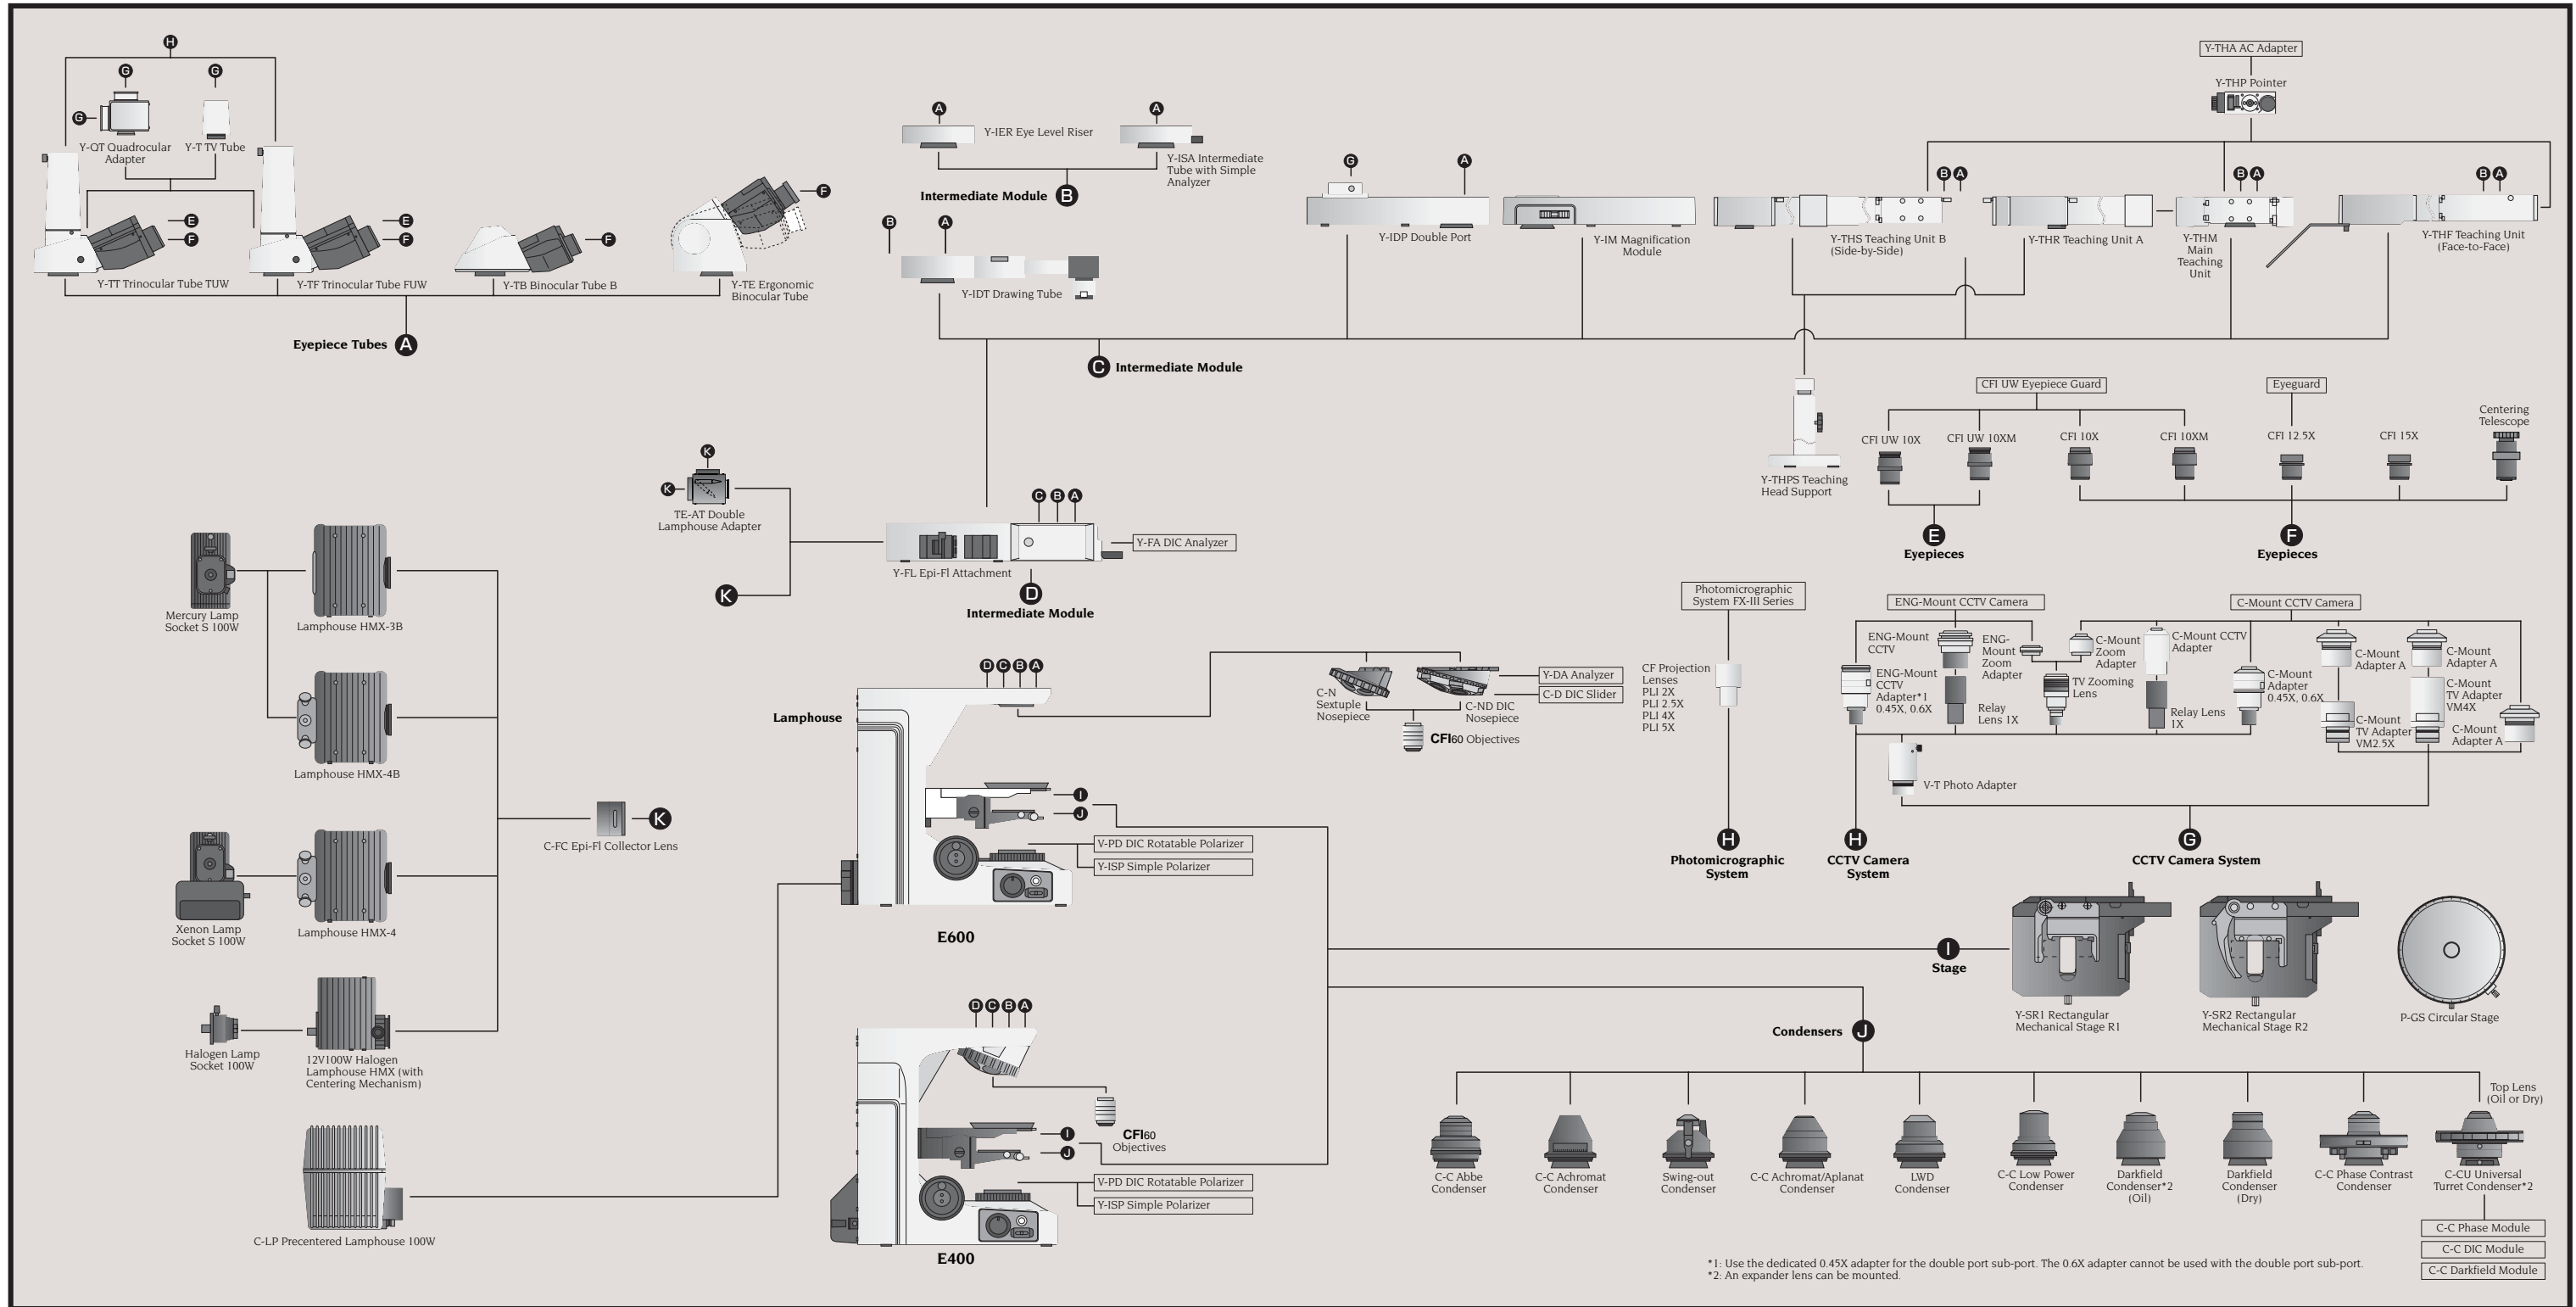 H
G
G
G
Y-QT Quadrocular
Adapter
Y-T TV Tube
E
F
E
F
F
F
Y-TT Trinocular Tube TUW
Y-TF Trinocular Tube FUW
Y-TB Binocular Tube B
Y-TE Ergonomic
Binocular Tube
Eyepiece Tubes A
A
Y-IER Eye Level Riser
A
Y-ISA Intermediate
Tube with Simple
Analyzer
Intermediate Module B
B
A
Y-IDT Drawing Tube
G
A
Y-IDP Double Port
Y-IM Magnification
Module
Y-THA AC Adapter
Y-THP Pointer
B A
Y-THS Teaching Unit B
(Side-by-Side)
Y-THR Teaching Unit A
B A
Y-THM
Main
Teaching
Unit
B A
Y-THF Teaching Unit
(Face-to-Face)
C Intermediate Module
Y-THPS Teaching
Head Support
CFI UW Eyepiece Guard
Eyeguard
CFI UW 10X
CFI UW 10XM
CFI 10X
CFI 10XM
CFI 12.5X
CFI 15X
Centering
Telescope
E
Eyepieces
F
Eyepieces
K
K
TE-AT Double
Lamphouse Adapter
K
C B A
Y-FA DIC Analyzer
Y-FL Epi-Fl Attachment
D
Intermediate Module
Mercury Lamp
Socket S 100W
Lamphouse HMX-3B
Lamphouse HMX-4B
C-FC Epi-Fl Collector Lens
K
Xenon Lamp
Socket S 100W
Lamphouse HMX-4
Halogen Lamp
Socket 100W
12V100W Halogen
Lamphouse HMX (with
Centering Mechanism)
C-LP Precentered Lamphouse 100W
Lamphouse
D C B A
C-N
Sextuple
Nosepiece
C-ND DIC
Nosepiece
Y-DA Analyzer
C-D DIC Slider
CFI60 Objectives
I
J
V-PD DIC Rotatable Polarizer
Y-ISP Simple Polarizer
E600
D C B A
CFI60
Objectives
I
J
V-PD DIC Rotatable Polarizer
Y-ISP Simple Polarizer
E400
Photomicrographic
System FX-III Series
CF Projection
Lenses
PLI 2X
PLI 2.5X
PLI 4X
PLI 5X
H
Photomicrographic
System
ENG-Mount CCTV Camera
ENG-Mount
CCTV
ENG-Mount
CCTV
Adapter*1
0.45X, 0.6X
ENG-
Mount
Zoom
Adapter
Relay
Lens 1X
C-Mount CCTV Camera
C-Mount
Zoom
Adapter
TV Zooming
Lens
C-Mount CCTV
Adapter
Relay Lens
1X
C-Mount
Adapter
0.45X, 0.6X
C-Mount
Adapter A
C-Mount
TV Adapter
VM2.5X
C-Mount
Adapter A
C-Mount
TV Adapter
VM4X
C-Mount
Adapter A
V-T Photo Adapter
H
CCTV Camera
System
G
CCTV Camera System
I
Stage
Y-SR1 Rectangular
Mechanical Stage R1
Y-SR2 Rectangular
Mechanical Stage R2
P-GS Circular Stage
Condensers J
Top Lens
(Oil or Dry)
C-C Abbe
Condenser
C-C Achromat
Condenser
Swing-out
Condenser
C-C Achromat/Aplanat
Condenser
LWD
Condenser
C-C Low Power
Condenser
Darkfield
Condenser*2
(Oil)
Darkfield
Condenser
(Dry)
C-C Phase Contrast
Condenser
C-CU Universal
Turret Condenser*2
C-C Phase Module
C-C DIC Module
C-C Darkfield Module
*1: Use the dedicated 0.45X adapter for the double port sub-port. The 0.6X adapter cannot be used with the double port sub-port.
*2: An expander lens can be mounted.